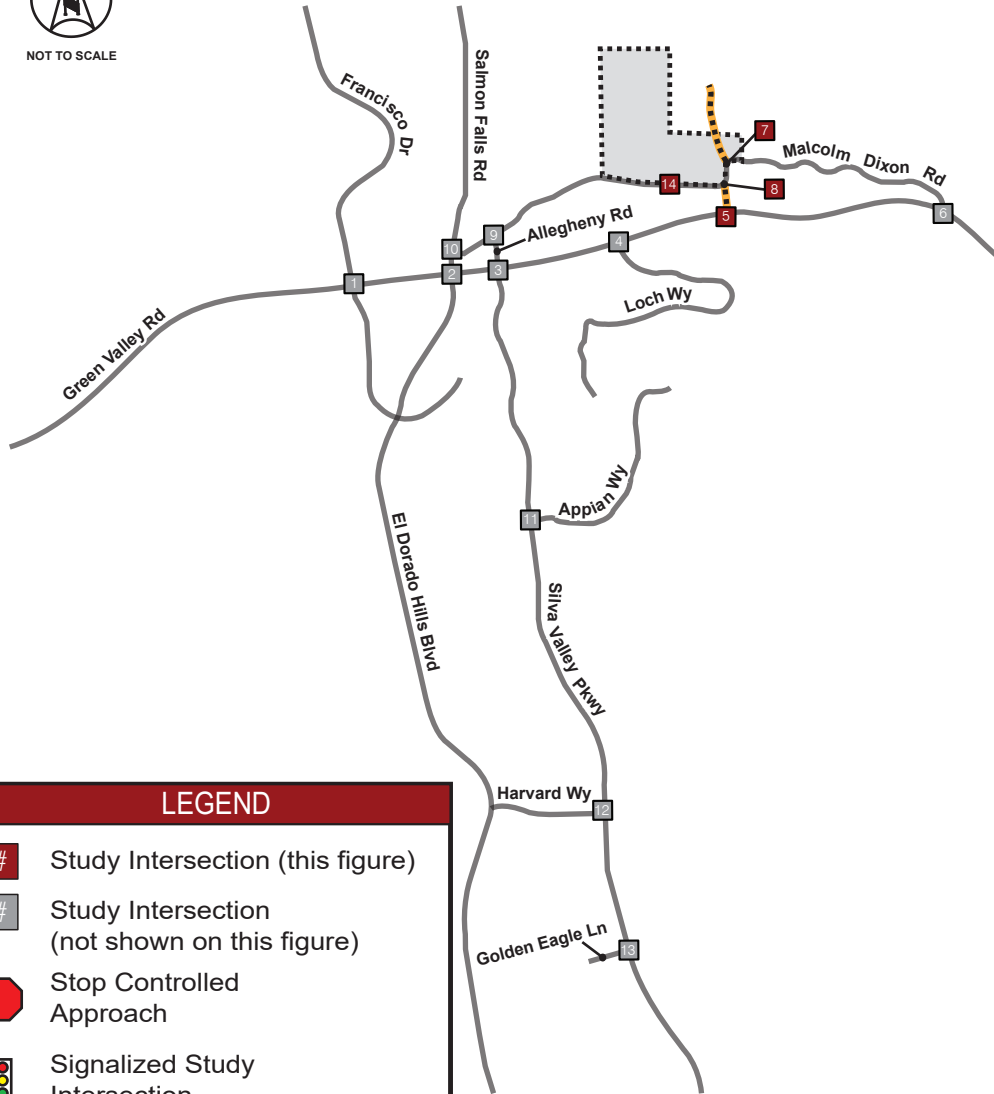 N
NOT TO SCALE
Francisco Dr
Salmon Falls Rd
7
Malcolm Dixon Rd
14
8
5
6
9
Allegheny Rd
10
4
2
3
1
Loch Wy
Green Valley Rd
Appian Wy
11
El Dorado Hills Blvd
Silva Valley Pkwy
Harvard Wy
12
Golden Eagle Ln
13
LEGEND
# Study Intersection (this figure)
# Study Intersection
(not shown on this figure)
Stop Controlled
Approach
Signalized Study
Intersection